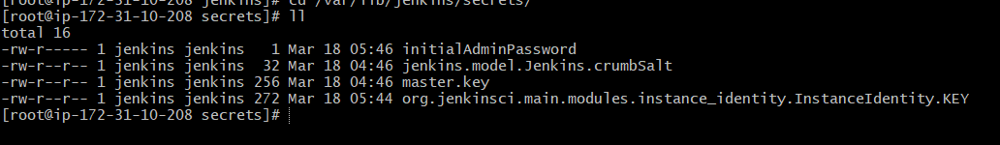 [root@ip-172-31-10-208 jenkins]# cd /var/lib/jenkins/secrets/
[root@ip-172-31-10-208 secrets]# ll
total 16
-rw-r----- 1 jenkins jenkins   1 Mar 18 05:46 initialAdminPassword
-rw-r--r-- 1 jenkins jenkins  32 Mar 18 04:46 jenkins.model.Jenkins.crumbSalt
-rw-r--r-- 1 jenkins jenkins 256 Mar 18 04:46 master.key
-rw-r--r-- 1 jenkins jenkins 272 Mar 18 05:44 org.jenkinsci.main.modules.instance_identity.InstanceIdentity.KEY
[root@ip-172-31-10-208 secrets]#